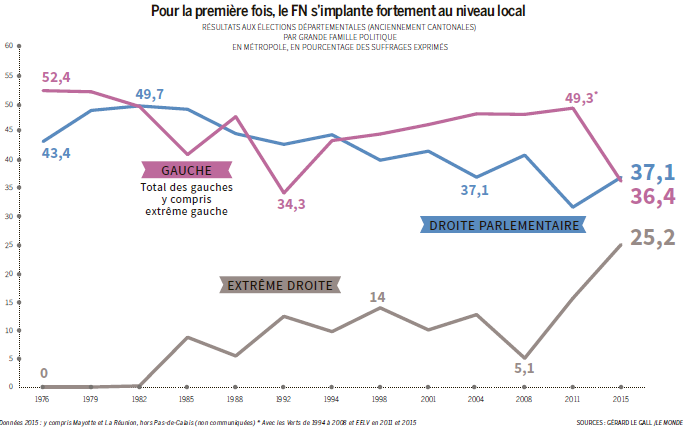 Pour la première fois, le FN s'implante fortement au niveau local
RÉSULTATS AUX ÉLECTIONS DÉPARTEMENTALES (ANCIENNEMENT CANTONALES)
PAR GRANDE FAMILLE POLITIQUE
EN MÉTROPOLE, EN POURCENTAGE DES SUFFRAGES EXPRIMÉS
60
55
50
45
40
35
30
25
20
15
10
5
0
52,4
43,4
49,7
GAUCHE
Total des gauches
y compris
extrême gauche
34,3
49,3*
37,1
37,1
36,4
DROITE PARLEMENTAIRE
25,2
EXTRÊME DROITE
0
14
5,1
1976 1979 1982 1985 1988 1992 1994 1998 2001 2004 2008 2011 2015
Données 2015 : y compris Mayotte et La Réunion, hors Pas-de-Calais (non communiquées) * Avec les Verts de 1994 à 2008 et EELV en 2011 et 2015
SOURCES : GÉRARD LE GALL /LE MONDE